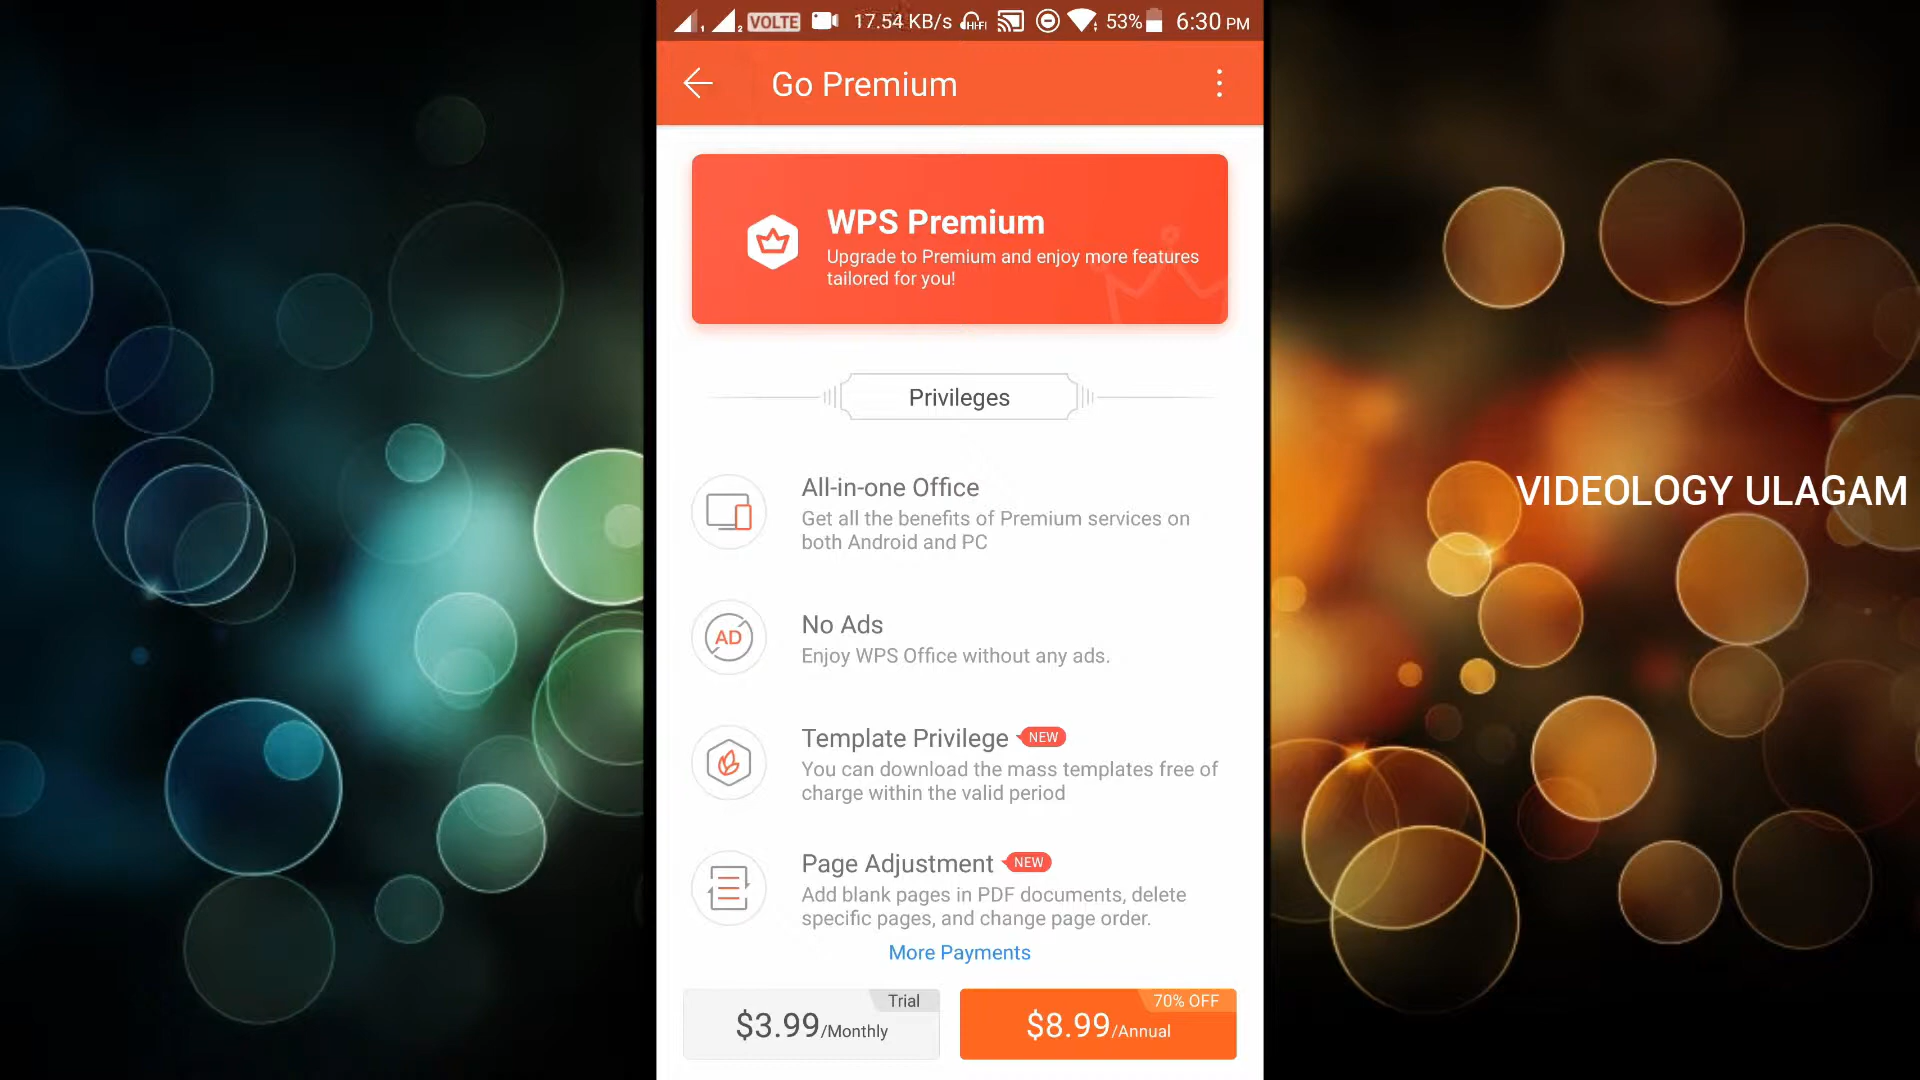 VOLTE 17.54 KB/s HI-FI 53% 6:30 PM
Go Premium
WPS Premium
Upgrade to Premium and enjoy more features
tailored for you!
Privileges
All-in-one Office
Get all the benefits of Premium services on
both Android and PC
AD
No Ads
Enjoy WPS Office without any ads.
Template Privilege NEW
You can download the mass templates free of
charge within the valid period
Page Adjustment NEW
Add blank pages in PDF documents, delete
specific pages, and change page order.
More Payments
Trial
$3.99/Monthly
70% OFF
$8.99/Annual
VIDEOLOGY ULAGAM